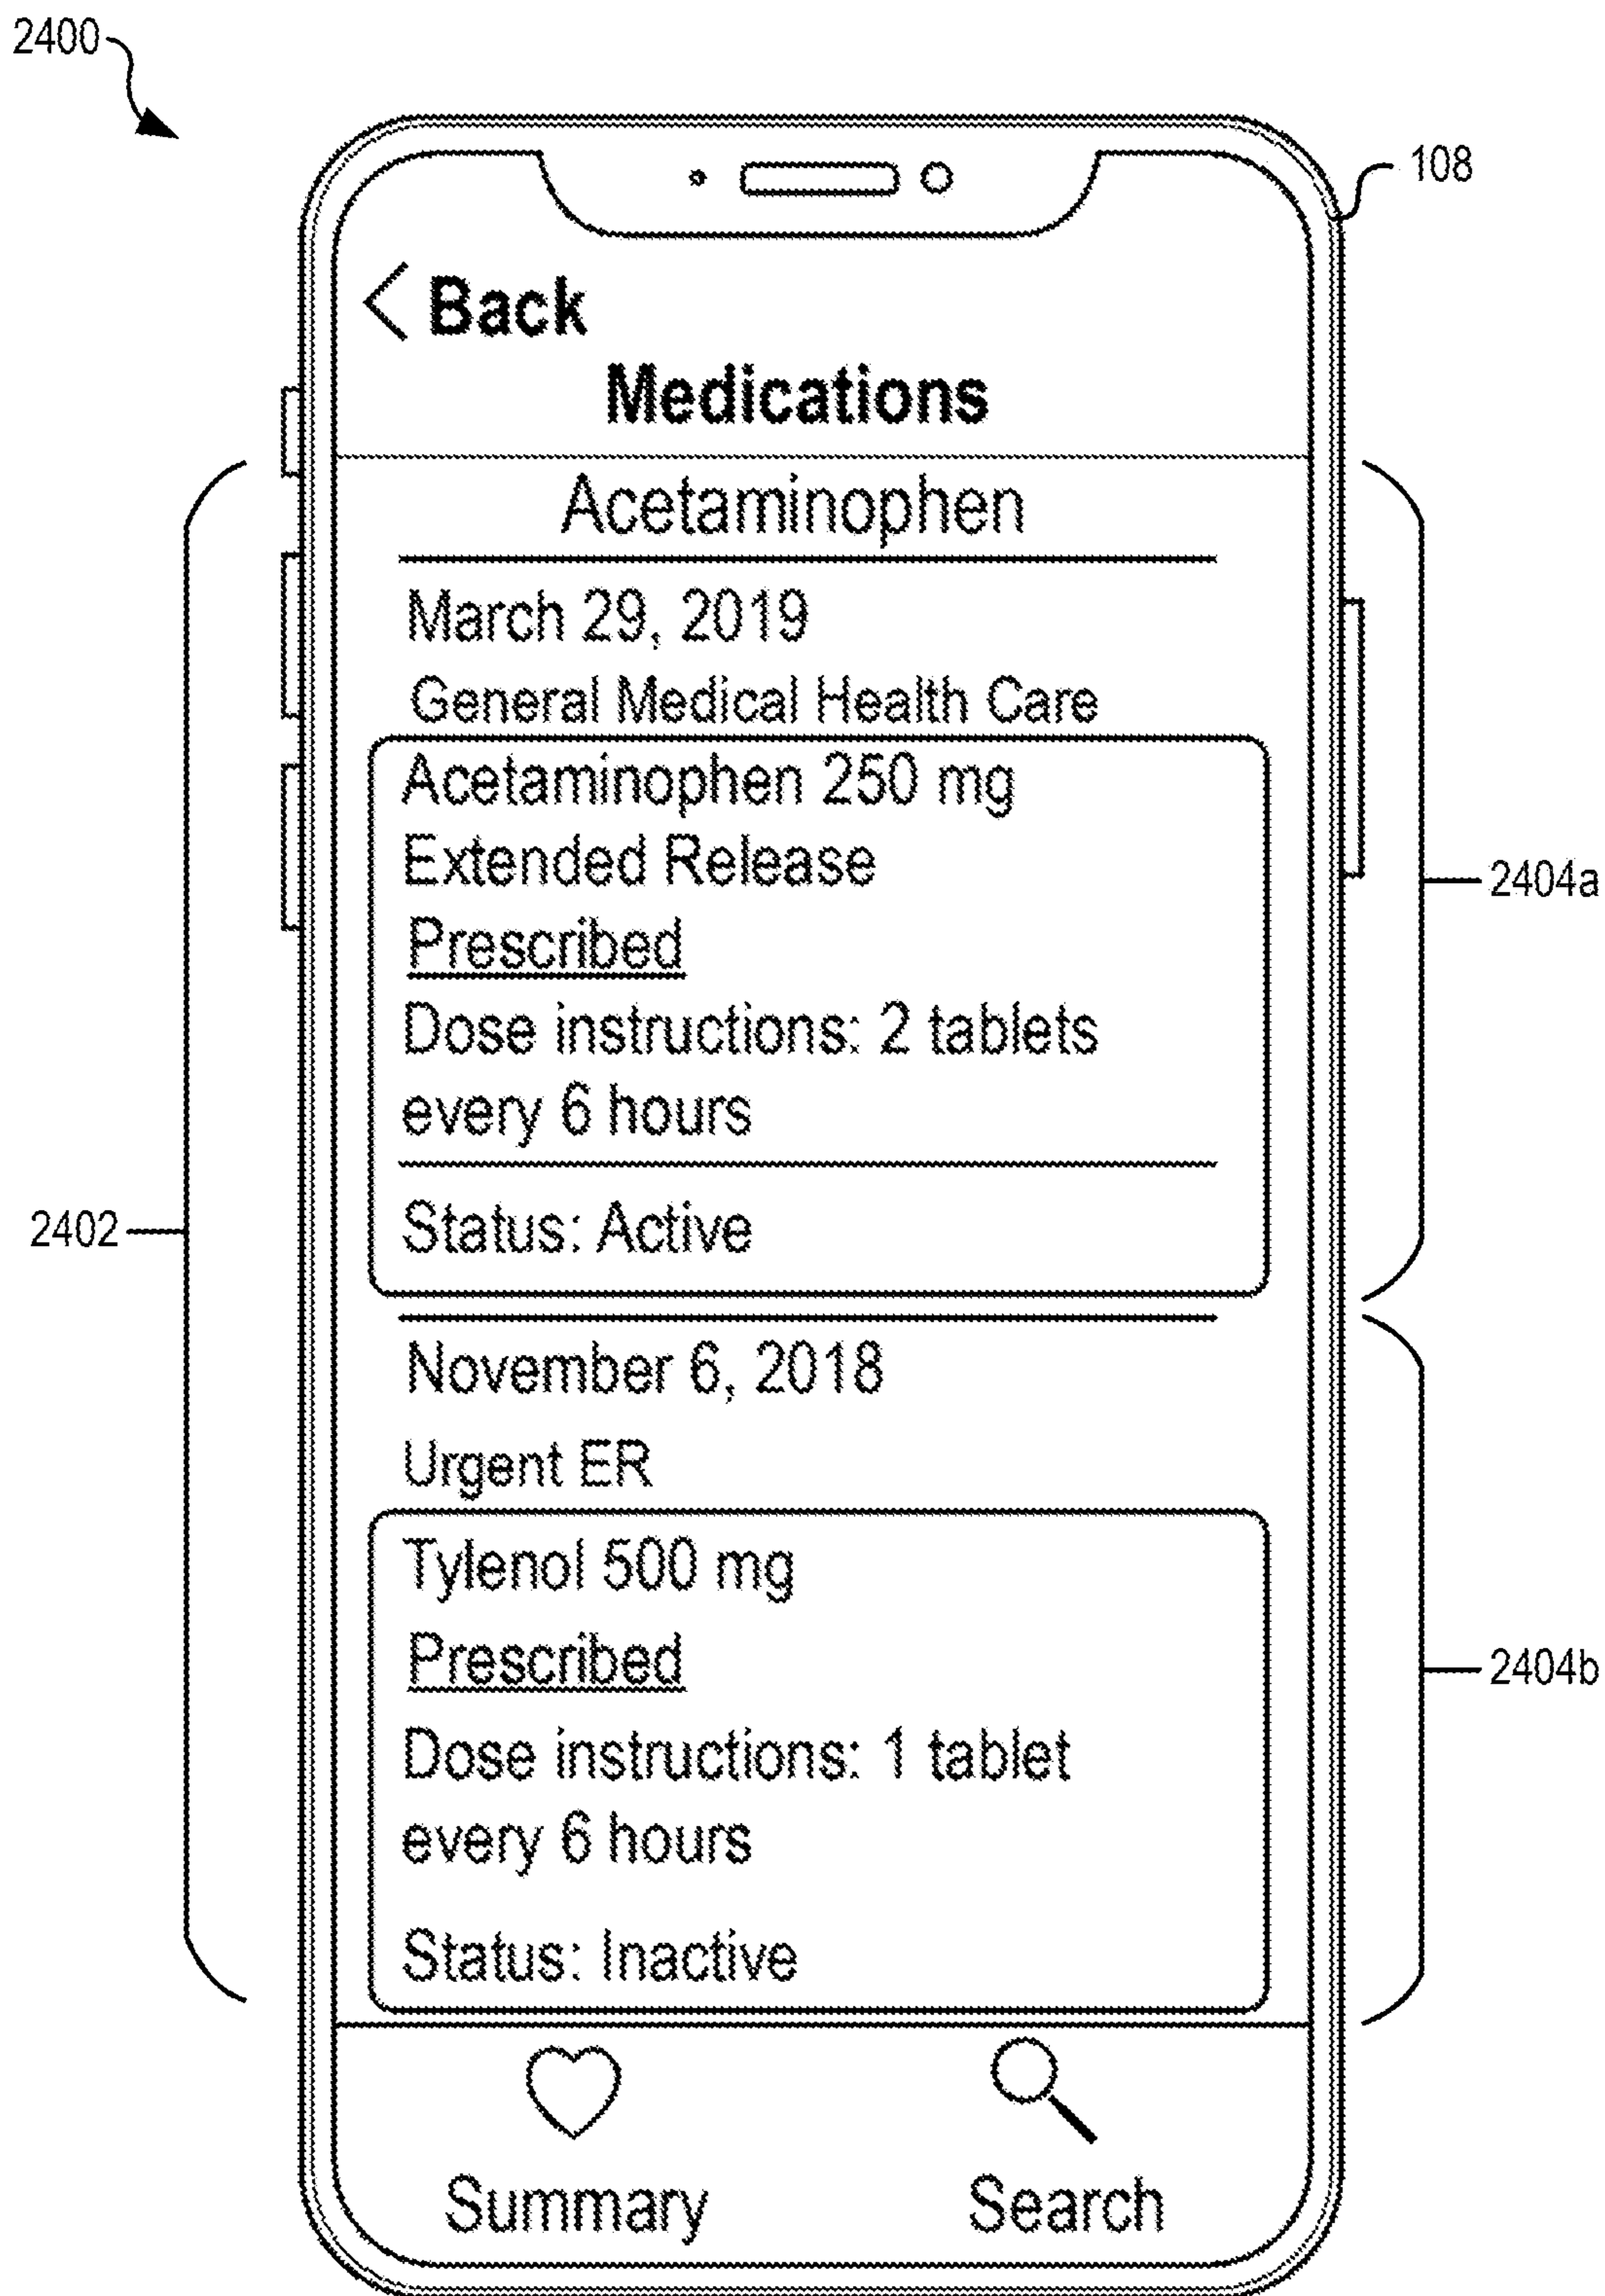 2400
108
< Back
Medications
Acetaminophen
March 29, 2019
General Medical Health Care
Acetaminophen 250 mg
Extended Release
Prescribed
Dose instructions: 2 tablets
every 6 hours
Status: Active
2404a
2402
November 6, 2018
Urgent ER
Tylenol 500 mg
Prescribed
Dose instructions: 1 tablet
every 6 hours
Status: Inactive
2404b
Summary
Search